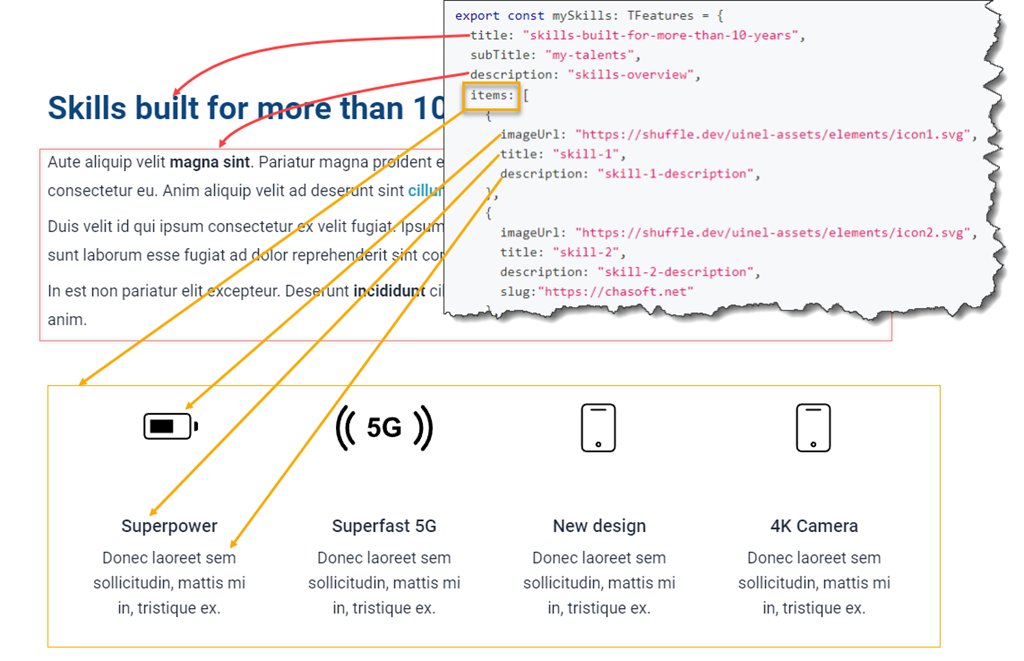 export const mySkills: TFeatures = {
title: "skills-built-for-more-than-10-years",
subTitle: "my-talents",
description: "skills-overview",
items: [
{
imageUrl: "https://shuffle.dev/uinel-assets/elements/icon1.svg",
title: "skill-1",
description: "skill-1-description",
},
{
imageUrl: "https://shuffle.dev/uinel-assets/elements/icon2.svg",
title: "skill-2",
description: "skill-2-description",
slug:"https://chasoft.net"
Skills built for more than 10
Aute aliquip velit magna sint. Pariatur magna proident e
consectetur eu. Anim aliquip velit ad deserunt sint cillu
Duis velit id qui ipsum consectetur ex velit fugiat. Ipsum
sunt laborum esse fugiat ad dolor reprehenderit sint co
In est non pariatur elit excepteur. Deserunt incididunt ci
anim.
5G
Superpower
Donec laoreet sem
sollicitudin, mattis mi
in, tristique ex.
Superfast 5G
Donec laoreet sem
sollicitudin, mattis mi
in, tristique ex.
New design
Donec laoreet sem
sollicitudin, mattis mi
in, tristique ex.
4K Camera
Donec laoreet sem
sollicitudin, mattis mi
in, tristique ex.